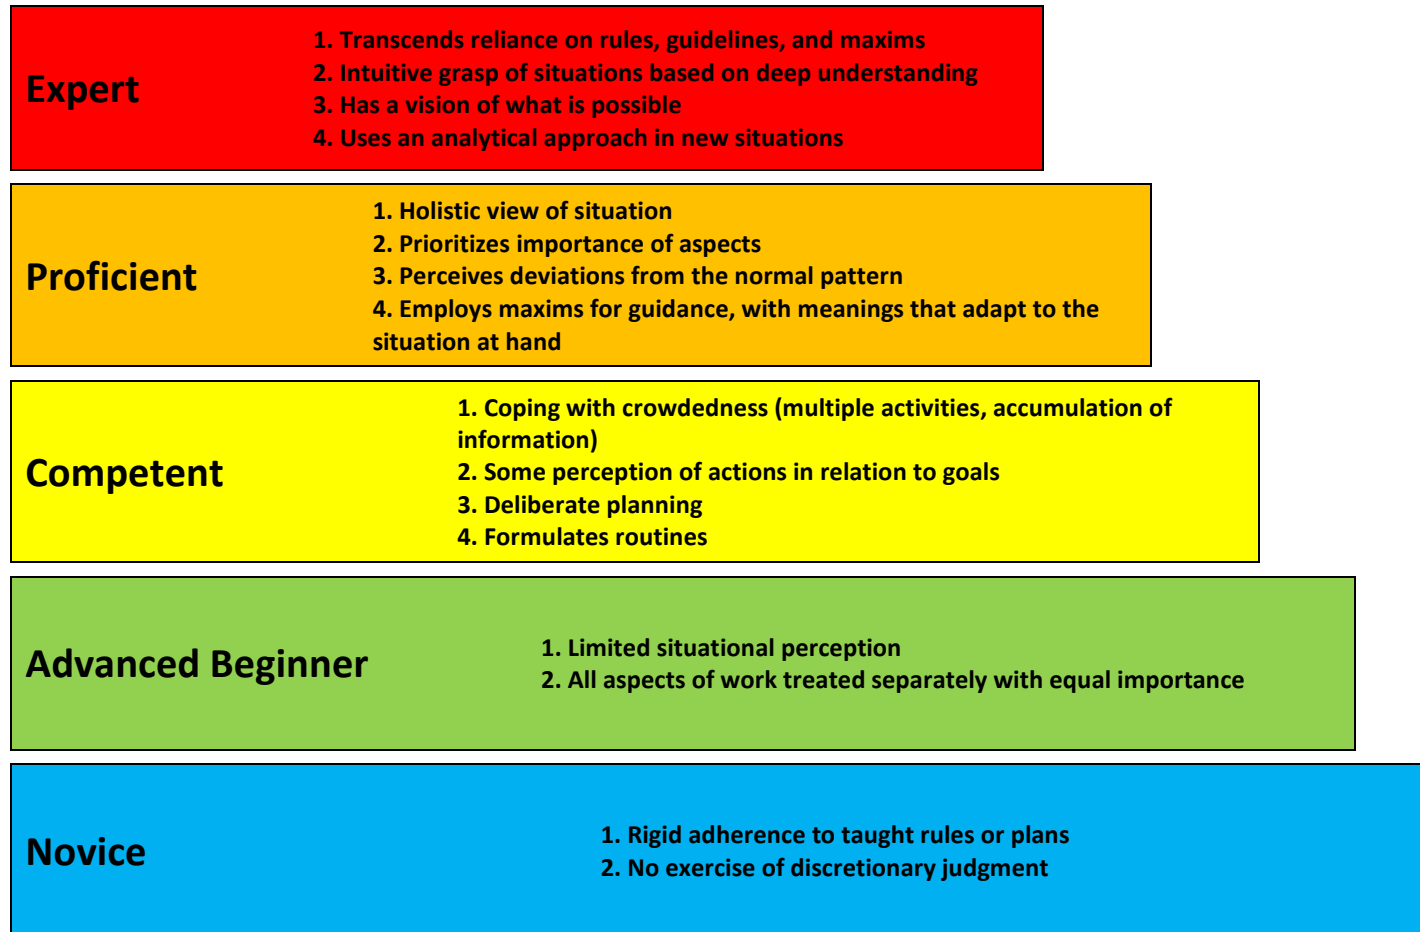 Expert
1. Transcends reliance on rules, guidelines, and maxims
2. Intuitive grasp of situations based on deep understanding
3. Has a vision of what is possible
4. Uses an analytical approach in new situations
Proficient
1. Holistic view of situation
2. Prioritizes importance of aspects
3. Perceives deviations from the normal pattern
4. Employs maxims for guidance, with meanings that adapt to the
situation at hand
Competent
1. Coping with crowdedness (multiple activities, accumulation of
information)
2. Some perception of actions in relation to goals
3. Deliberate planning
4. Formulates routines
Advanced Beginner
1. Limited situational perception
2. All aspects of work treated separately with equal importance
Novice
1. Rigid adherence to taught rules or plans
2. No exercise of discretionary judgment